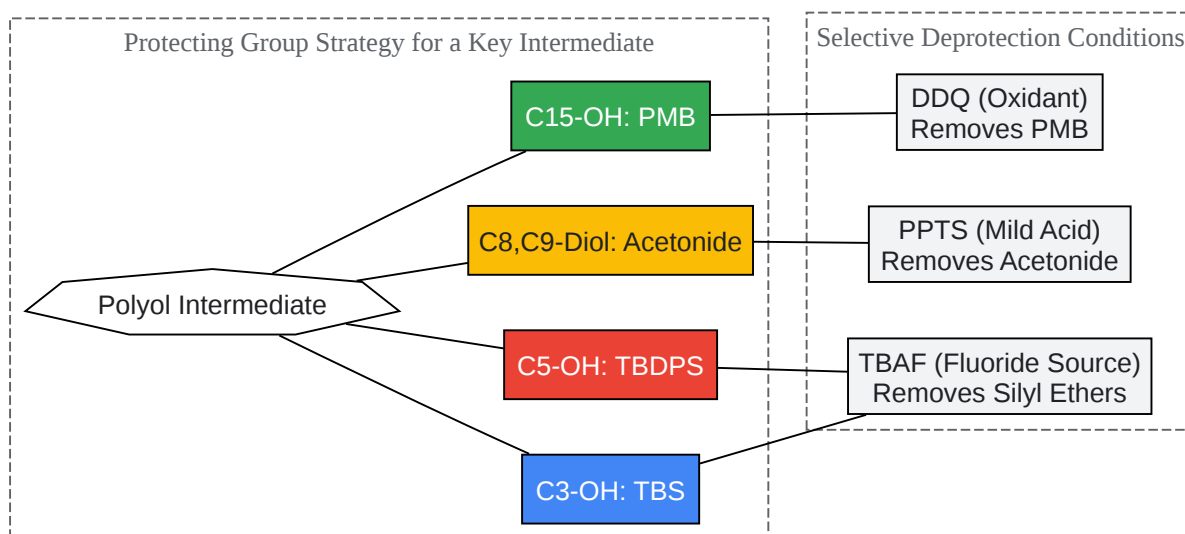 Protecting Group Strategy for a Key Intermediate
Selective Deprotection Conditions
C15-OH: PMB
DDQ (Oxidant)
Removes PMB
C8,C9-Diol: Acetonide
PPTS (Mild Acid)
Removes Acetonide
Polyol Intermediate
C5-OH: TBDPS
TBAF (Fluoride Source)
Removes Silyl Ethers
C3-OH: TBS